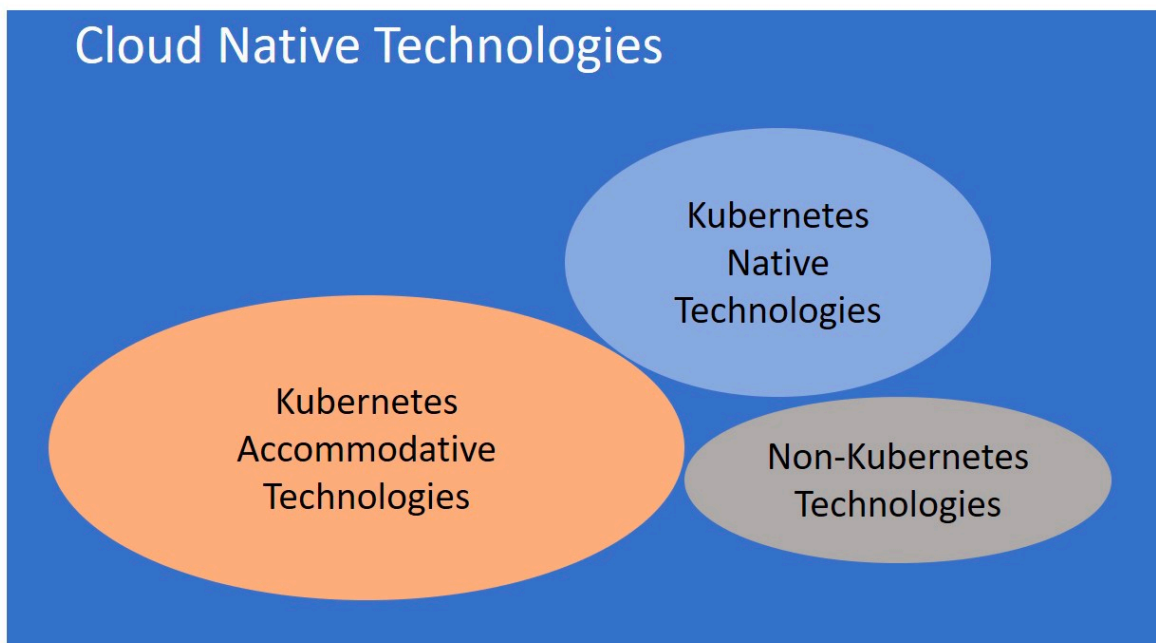 Cloud Native Technologies
Kubernetes
Native
Technologies
Kubernetes
Accommodative
Technologies
Non-Kubernetes
Technologies